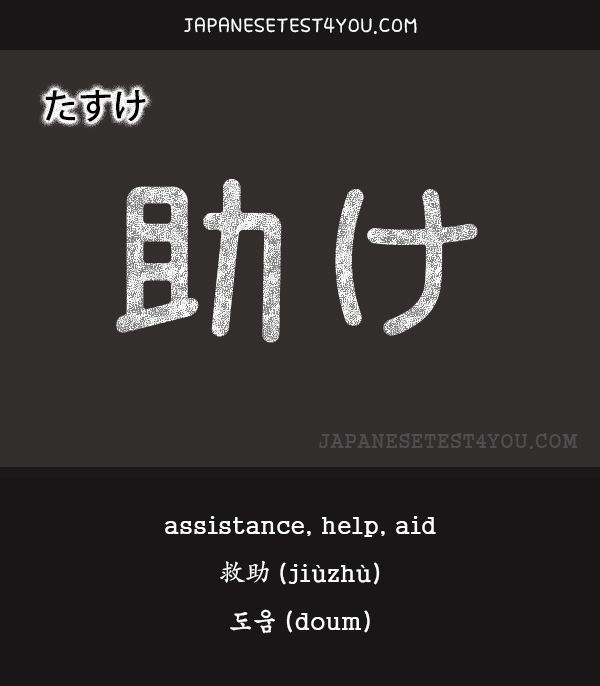 JAPANESETEST4YOU.COM
たすけ
助け
JAPANESETEST4YOU.COM
assistance, help, aid
救助 (jiùzhù)
도움 (doum)